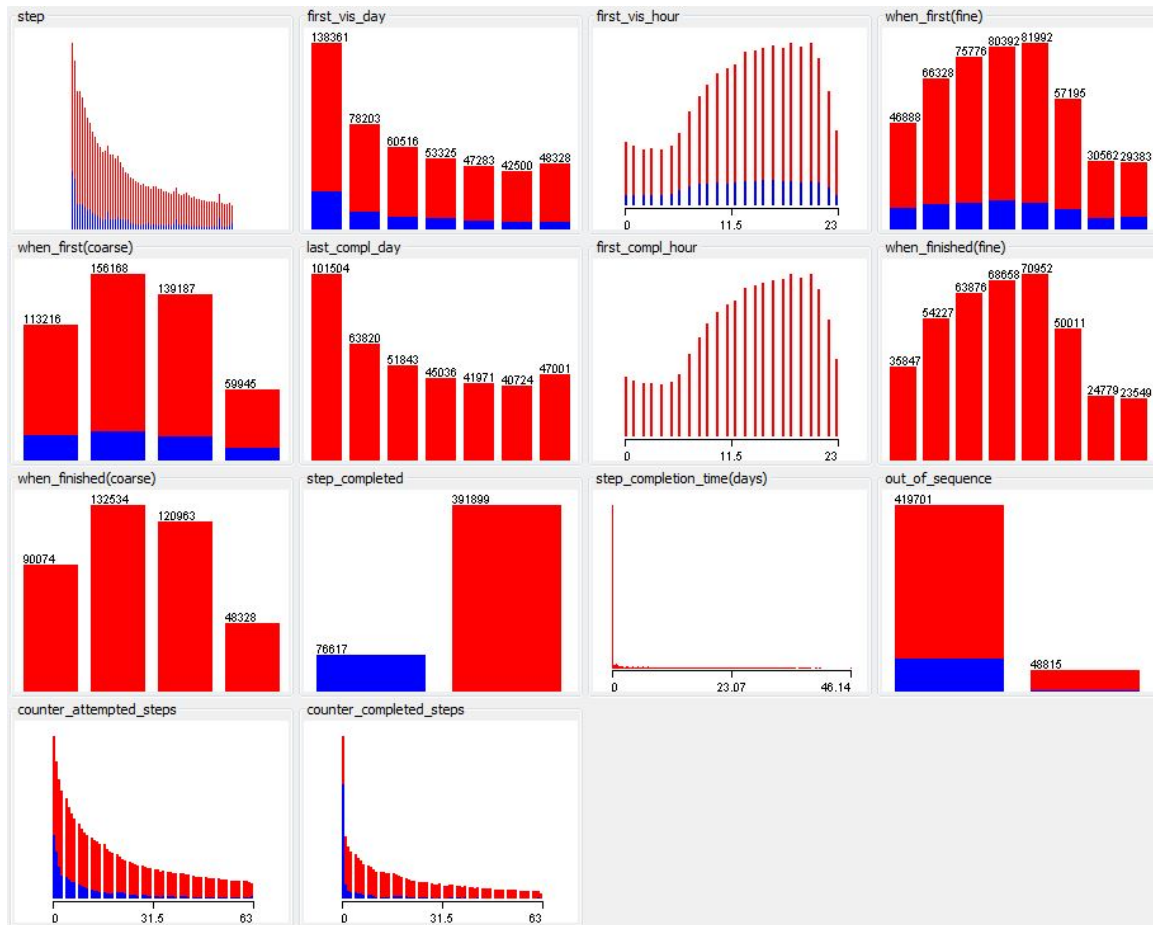 step
first_vis_day
first_vis_hour
when_first(fine)
138361
78203
60516
53325
47283
42500
48328
0 11.5 23
46888
66328
75776
80392
81992
57195
30562
29383
when_first(coarse)
last_compl_day
first_compl_hour
when_finished(fine)
113216
156168
139187
59945
101504
63820
51843
45036
41971
40724
47001
0 11.5 23
35847
54227
63876
68658
70952
50011
24779
23549
when_finished(coarse)
step_completed
step_completion_time(days)
out_of_sequence
90074
132534
120963
48328
76617
391899
0 23.07 46.14
419701
48815
counter_attempted_steps
counter_completed_steps
0 31.5 63
0 31.5 63